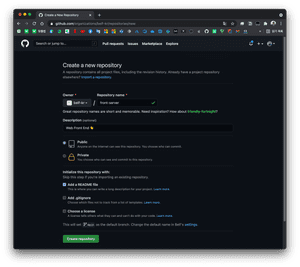 Create a New Repository
github.com/organizations/
Search or jump to...
Pull requests Issues Marketplace Explore
Create a new repository
A repository contains all project files, including the revision history. Already have a project repository
elsewhere? Import a repository.
Owner * Repository name *
/ front-server
Great repository names are short and memorable. Need inspiration? How about friendly-fortnight?
Description (optional)
Web Front End
Public
Anyone on the internet can see this repository. You choose who can commit.
Private
You choose who can see and commit to this repository.
Initialize this repository with:
Skip this step if you're importing an existing repository.
Add a README file
This is where you can write a long description for your project. Learn more.
Add .gitignore
Choose which files not to track from a list of templates. Learn more.
Choose a license
A license tells others what they can and can't do with your code. Learn more.
This will set as the default branch. Change the default name in settings.
Create repository